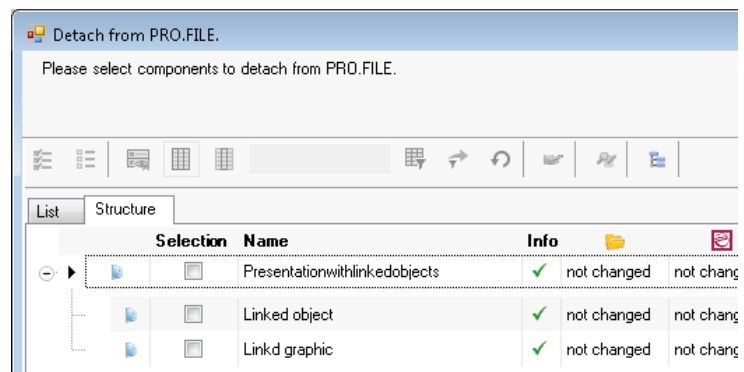 Detach from PRO.FILE.
Please select components to detach from PRO.FILE.
List Structure
Selection Name Info
Presentationwithlinkedobjects not changed not chang
Linked object not changed not chang
Linkd graphic not changed not chang